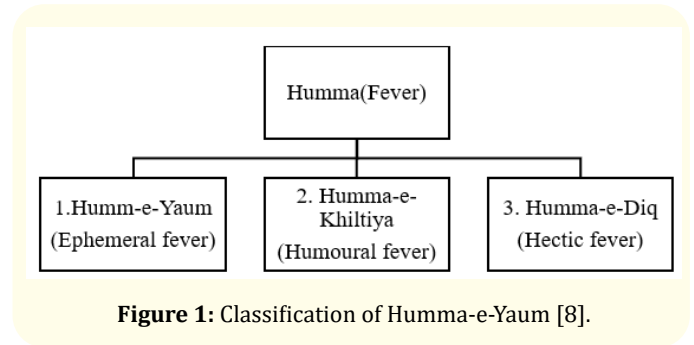 Humma(Fever)
1.Humm-e-Yaum
(Ephemeral fever)
2. Humma-e-
Khiltiya
(Humoural fever)
3. Humma-e-Diq
(Hectic fever)
Figure 1: Classification of Humma-e-Yaum [8].